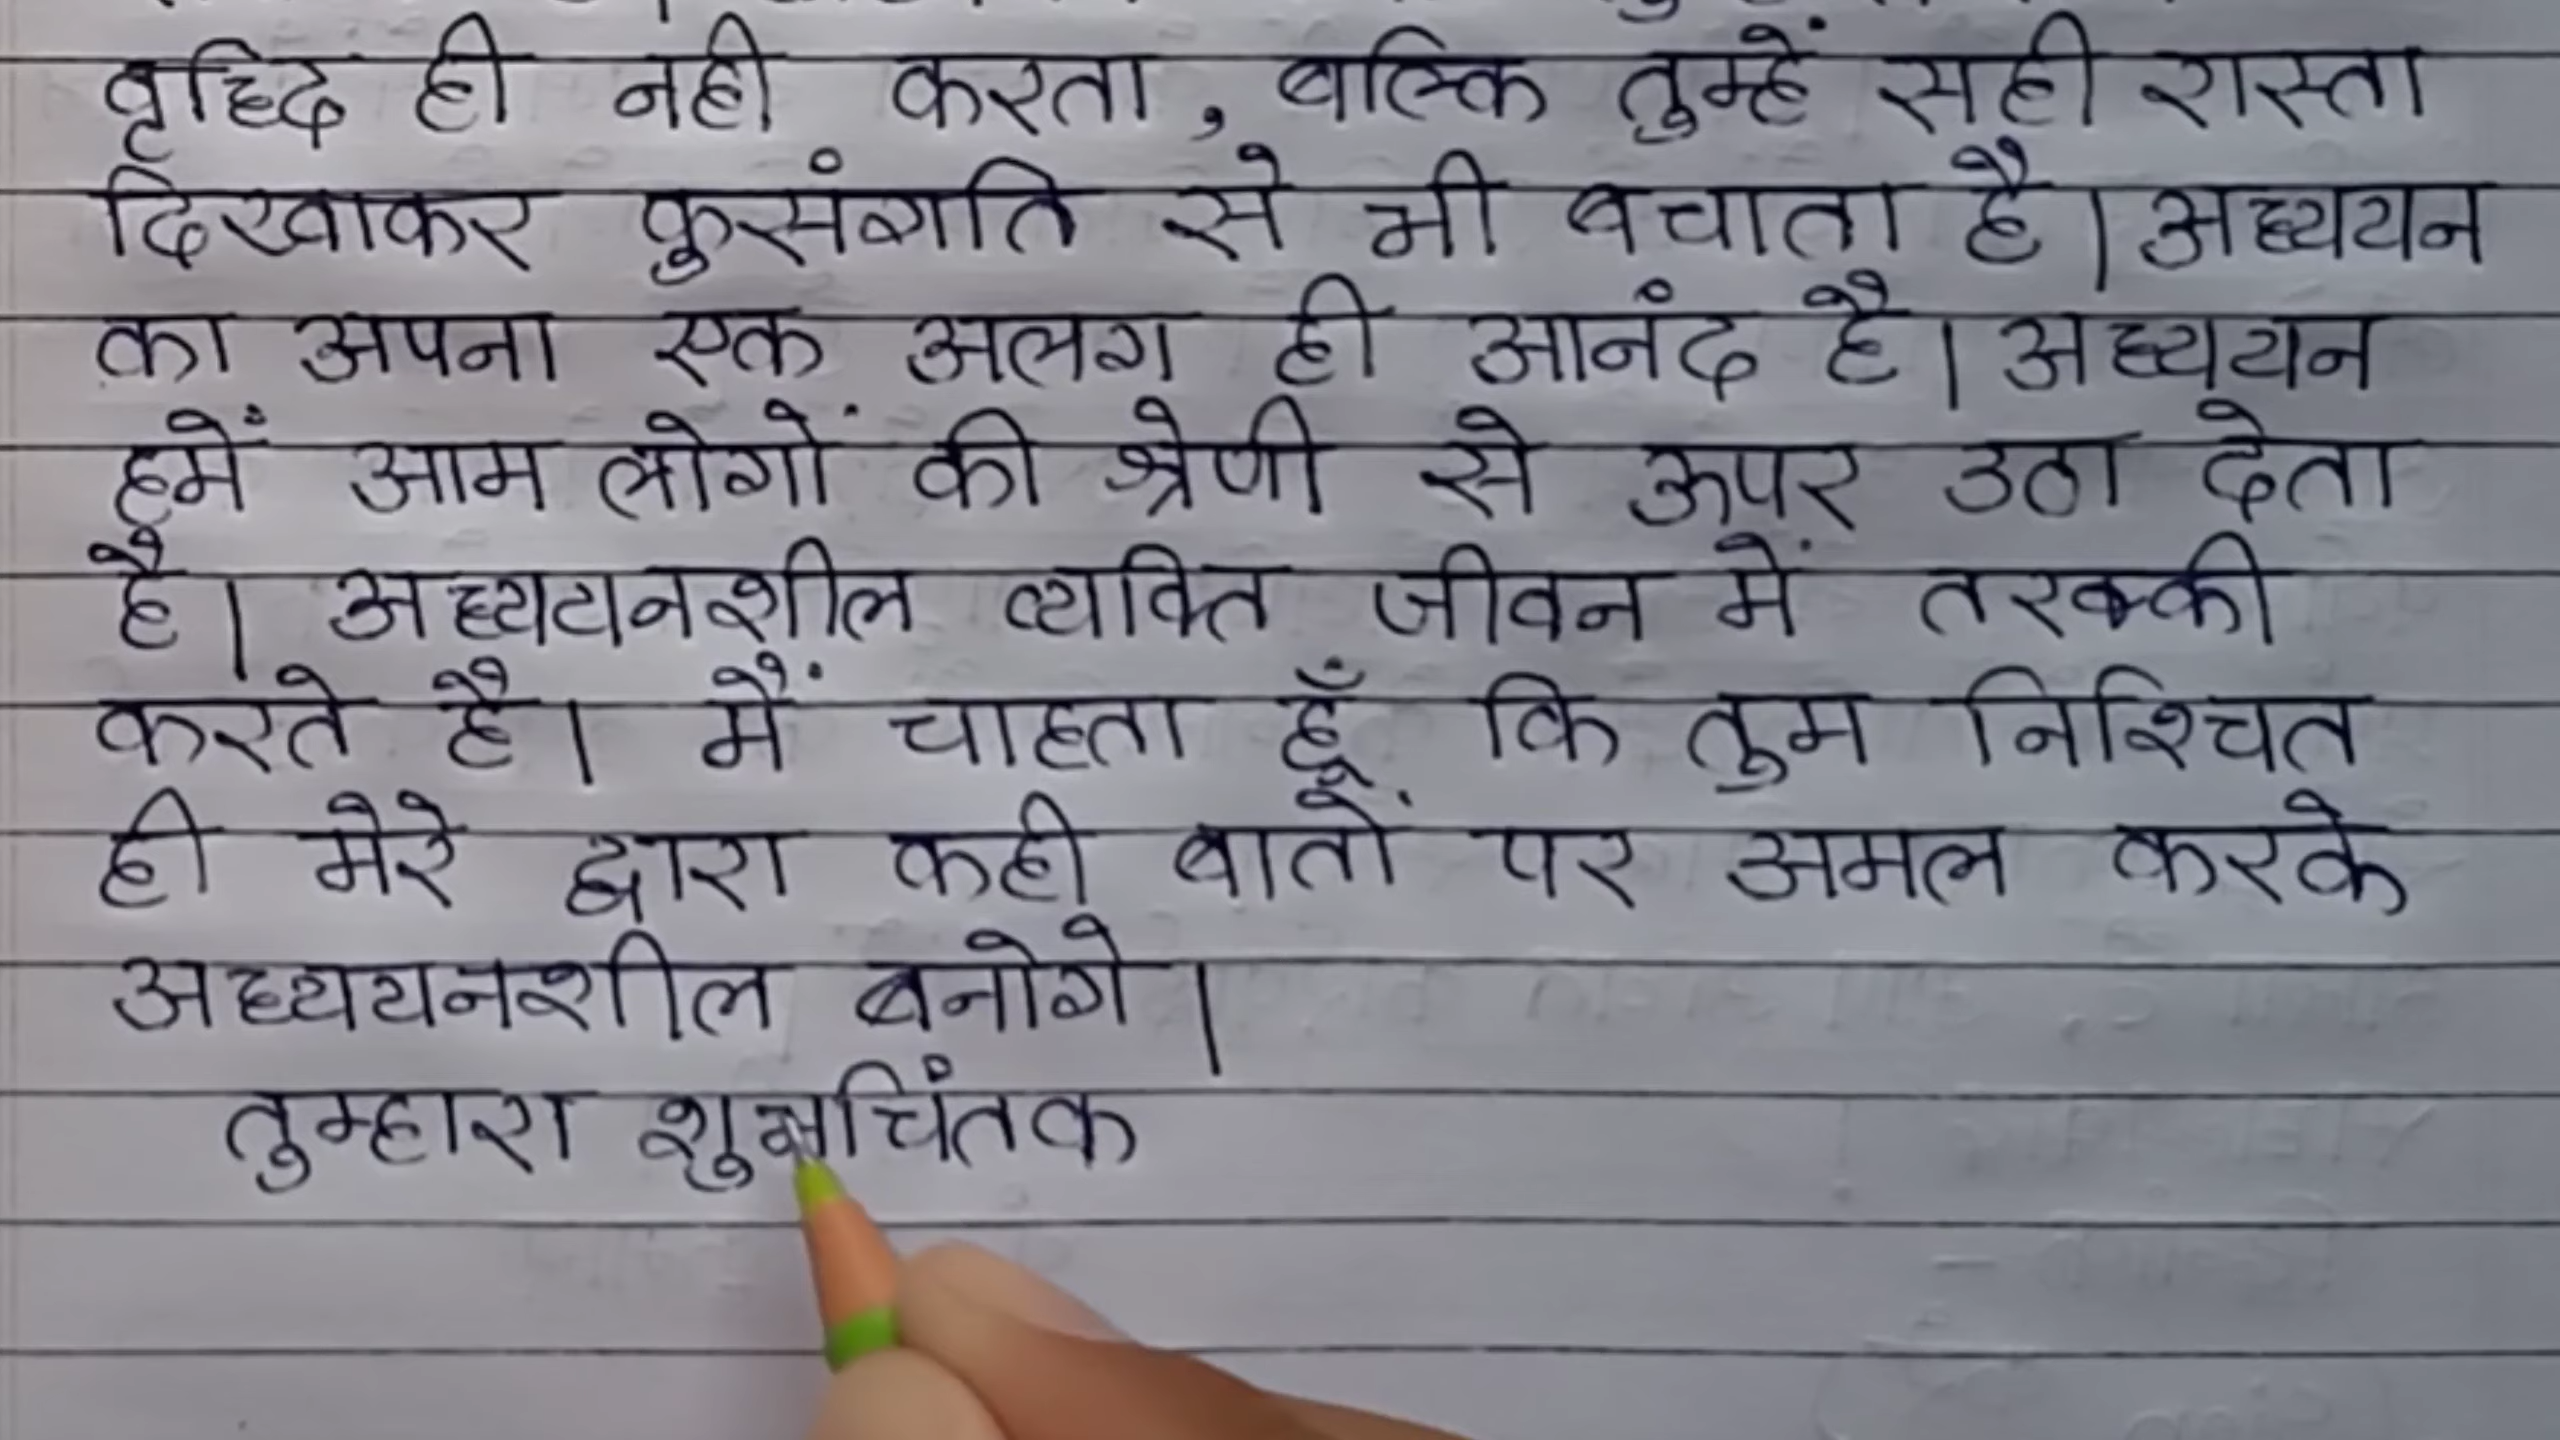 वृद्धि ही नही करता, बल्कि तुम्हें सही रास्ता
दिखाकर कुसंगति से भी बचाता है। अध्ययन
का अपना एक अलग ही आनंद है। अध्ययन
हमें आम लोगों की श्रेणी से ऊपर उठा देता
है। अध्ययनशील व्यक्ति जीवन में तरक्की
करते है। मैं चाहता हूँ कि तुम निश्चित
ही मेरे द्वारा कही बातों पर अमल करके
अध्ययनशील बनोगे।
तुम्हारा शुभचिंतक